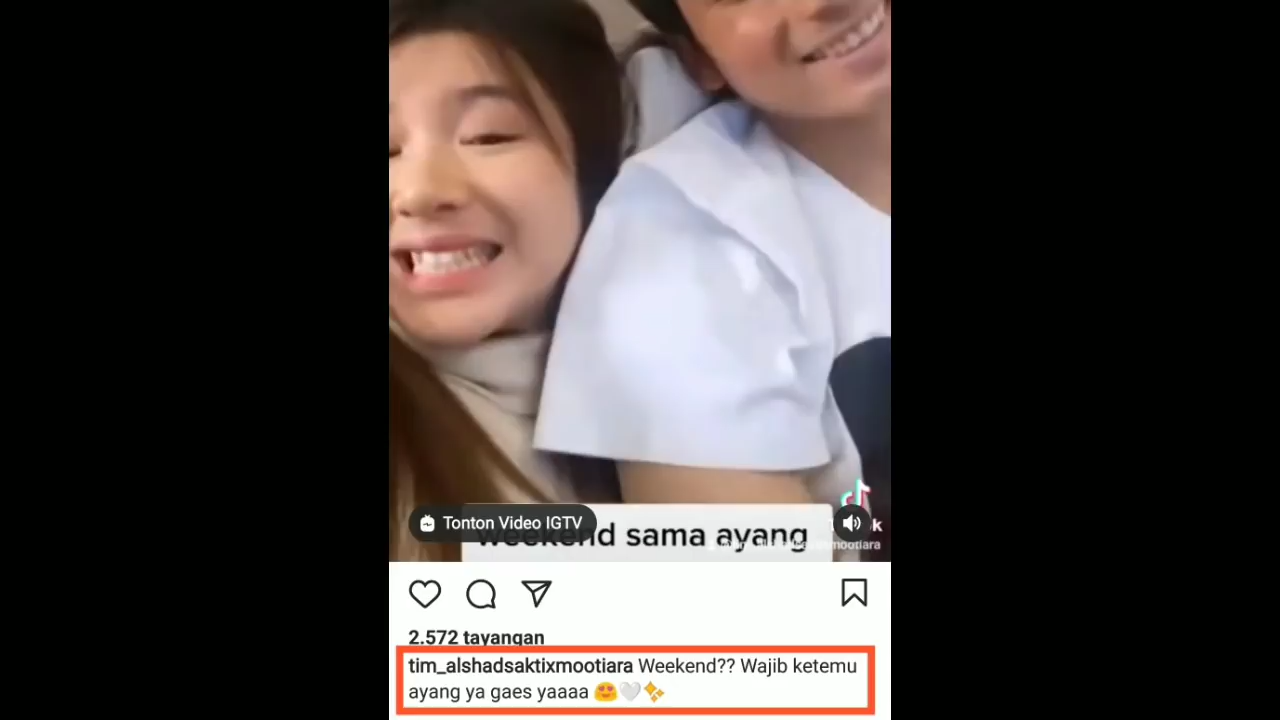 Tonton Video IGTV
weekend sama ayang
2.572 tayangan
tim_alshadsaktixmootiara Weekend?? Wajib ketemu
ayang ya gaes yaaaa 😍🤍✨